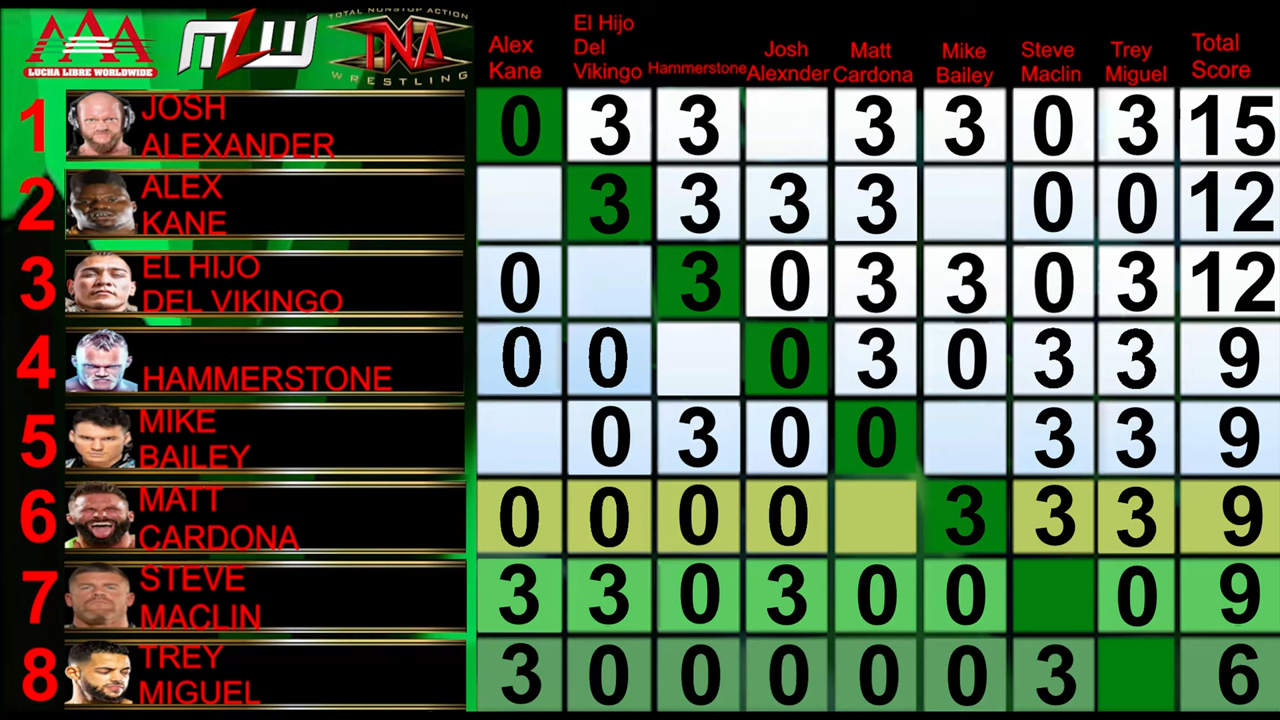 AAA
LUCHA LIBRE WORLDWIDE
MLW
TOTAL NONSTOP ACTION
TNA
WRESTLING
Alex
Kane
El Hijo
Del
Vikingo
Hammerstone
Josh
Alexnder
Matt
Cardona
Mike
Bailey
Steve
Maclin
Trey
Miguel
Total
Score
1 JOSH
ALEXANDER
0 3 3 3 3 0 3 15
2 ALEX
KANE
3 3 3 3 0 0 12
3 EL HIJO
DEL VIKINGO
0 3 0 3 3 0 3 12
4 HAMMERSTONE
0 0 0 3 0 3 3 9
5 MIKE
BAILEY
0 3 0 0 3 3 9
6 MATT
CARDONA
0 0 0 0 3 3 3 9
7 STEVE
MACLIN
3 3 0 3 0 0 0 9
8 TREY
MIGUEL
3 0 0 0 0 0 3 6